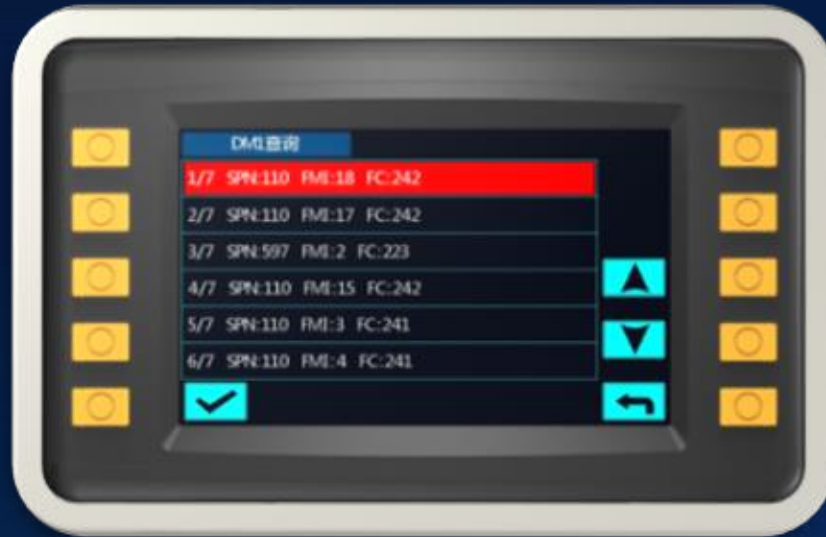 DM1查询
1/7 SPN:110 FMI:18 FC:242
2/7 SPN:110 FMI:17 FC:242
3/7 SPN:597 FMI:2 FC:223
4/7 SPN:110 FMI:15 FC:242
5/7 SPN:110 FMI:3 FC:241
6/7 SPN:110 FMI:4 FC:241